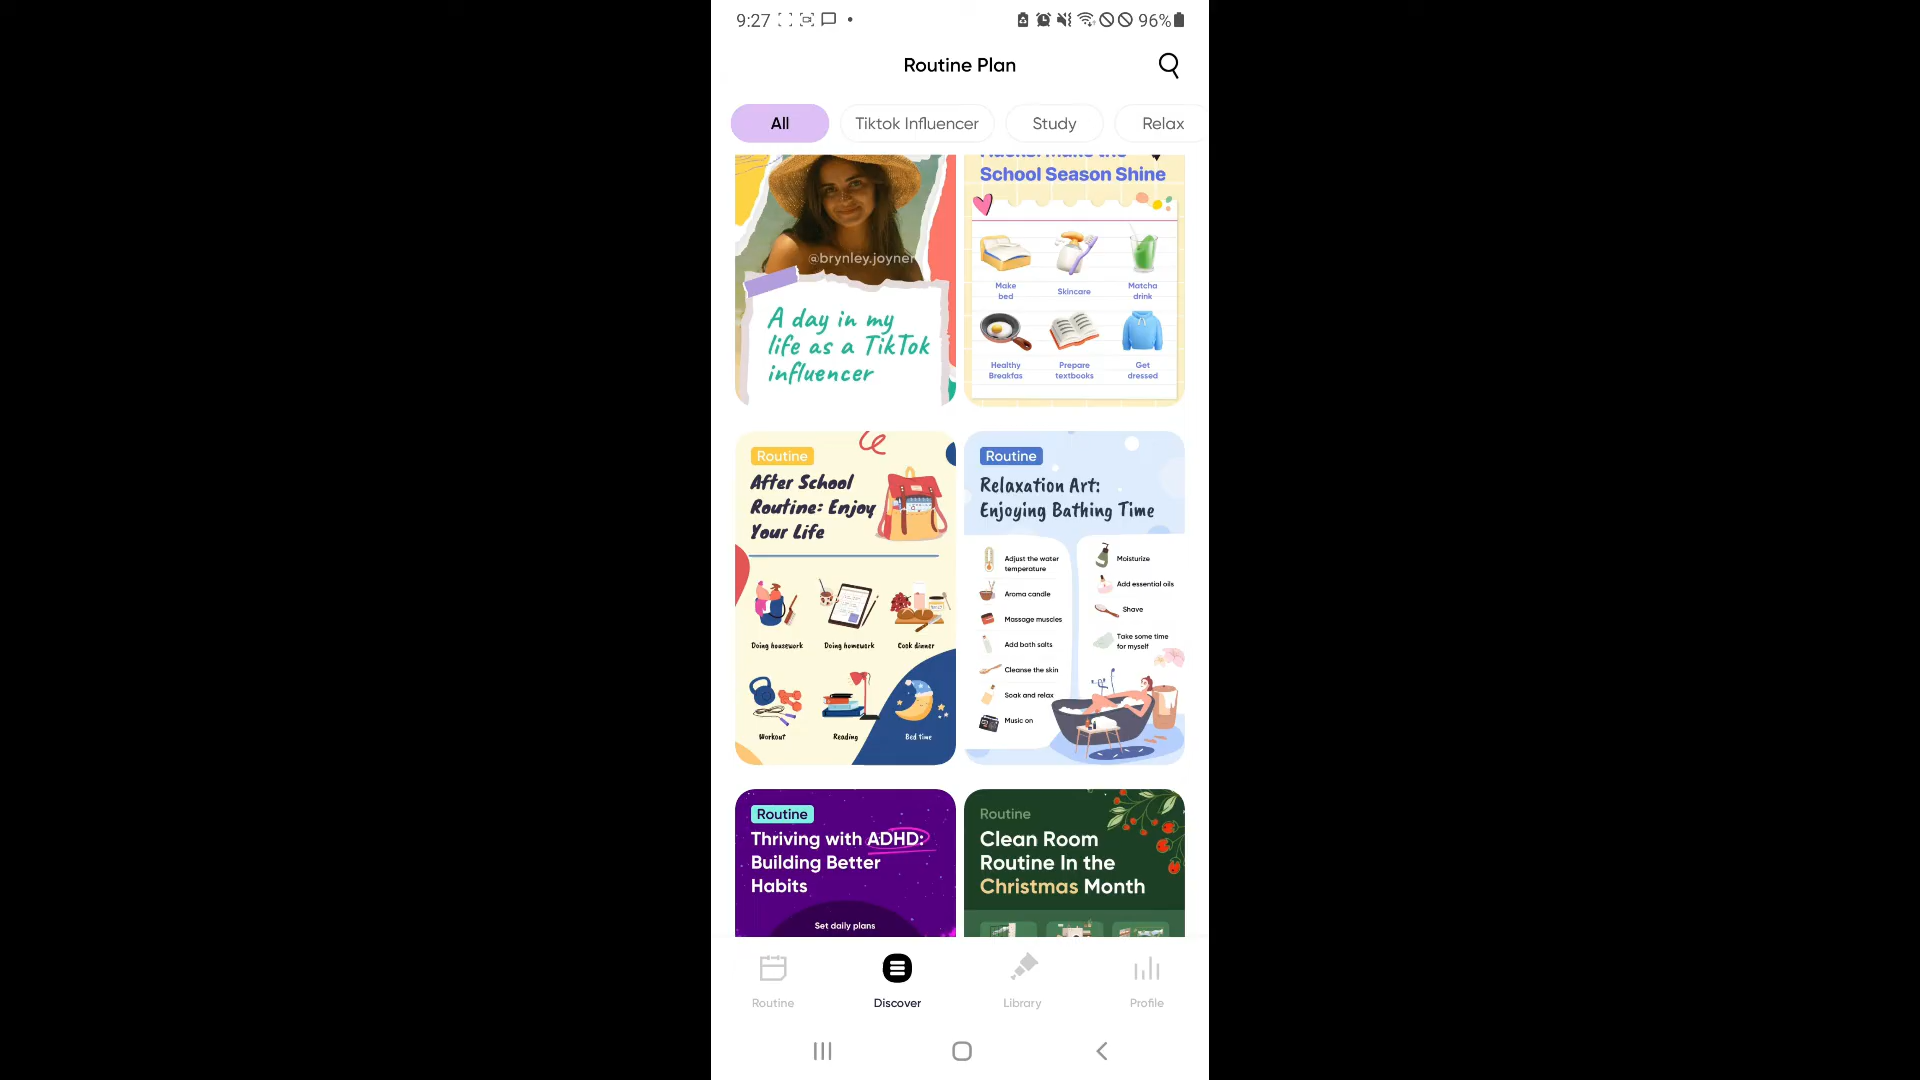 9:27
96%
Routine Plan
All
Tiktok Influencer
Study
Relax
@brynley.joyner
A day in my
life as a TikTok
influencer
School Season Shine
Make
bed
Skincare
Matcha
drink
Healthy
Breakfas
Prepare
textbooks
Get
dressed
Routine
After School
Routine: Enjoy
Your Life
Doing housework
Doing homework
Cook dinner
Workout
Reading
Bed time
Routine
Relaxation Art:
Enjoying Bathing Time
Adjust the water
temperature
Aroma candle
Massage muscles
Add bath salts
Cleanse the skin
Soak and relax
Music on
Moisturize
Add essential oils
Shave
Take some time
for myself
Routine
Thriving with ADHD:
Building Better
Habits
Set daily plans
Routine
Clean Room
Routine In the
Christmas Month
Routine
Discover
Library
Profile